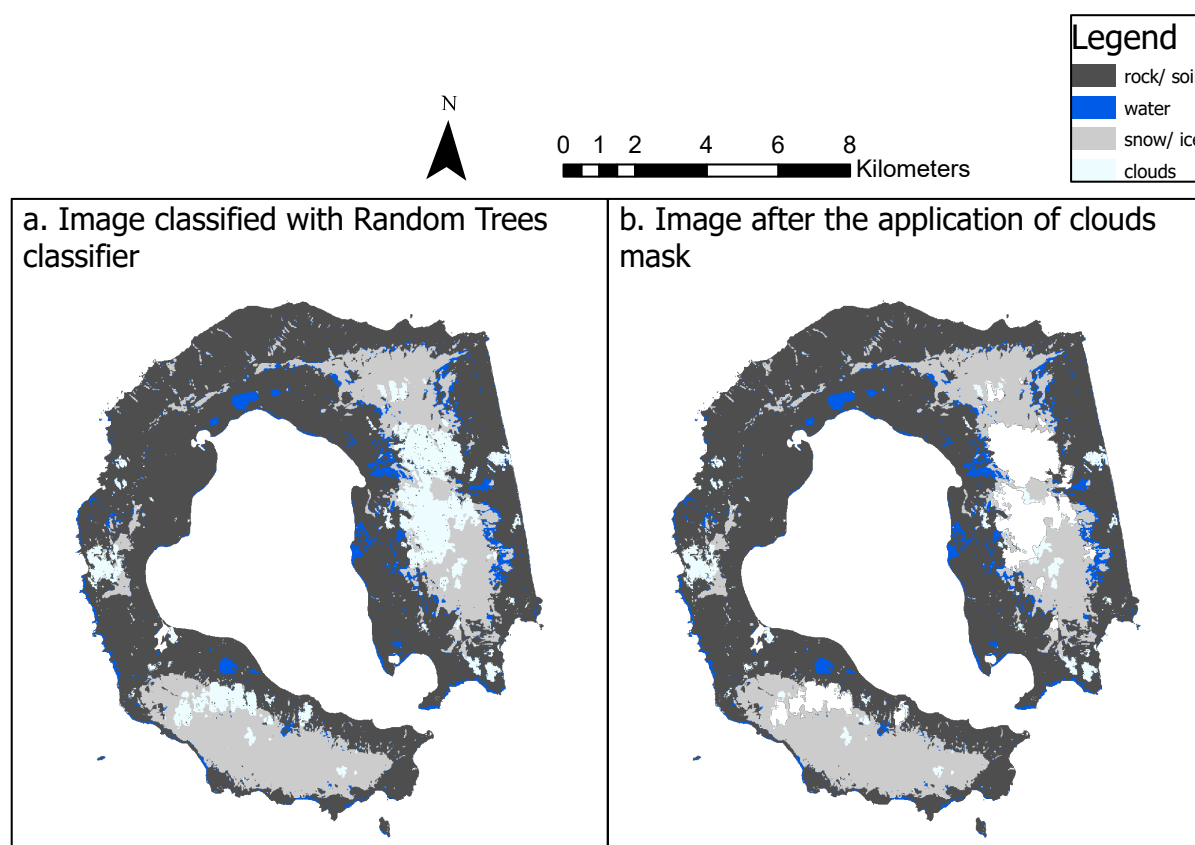 Legend
rock/ soi
water
snow/ ice
clouds
N
0 1 2 4 6 8
Kilometers
a. Image classified with Random Trees
classifier
b. Image after the application of clouds
mask